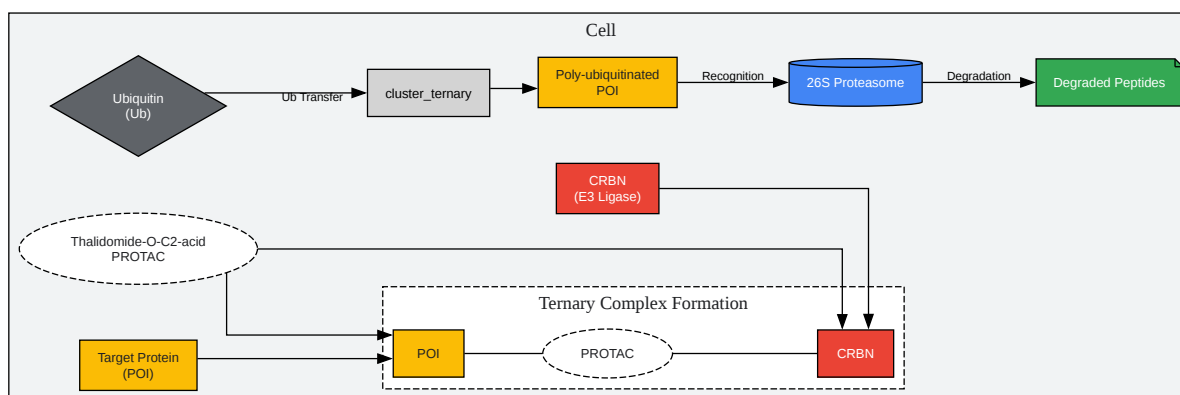 Cell
Ubiquitin
(Ub)
Ub Transfer
cluster_ternary
Poly-ubiquitinated
POI
Recognition
26S Proteasome
Degradation
Degraded Peptides
CRBN
(E3 Ligase)
Thalidomide-O-C2-acid
PROTAC
Ternary Complex Formation
Target Protein
(POI)
POI
PROTAC
CRBN